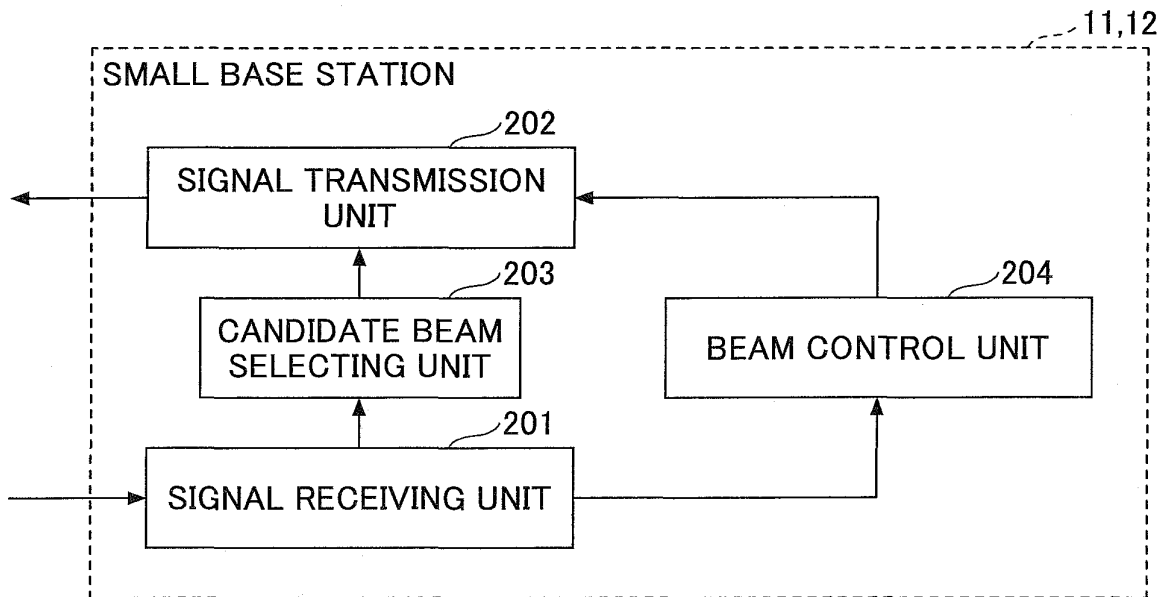 11,12
SMALL BASE STATION
202
SIGNAL TRANSMISSION
UNIT
203
204
CANDIDATE BEAM
SELECTING UNIT
BEAM CONTROL UNIT
201
SIGNAL RECEIVING UNIT